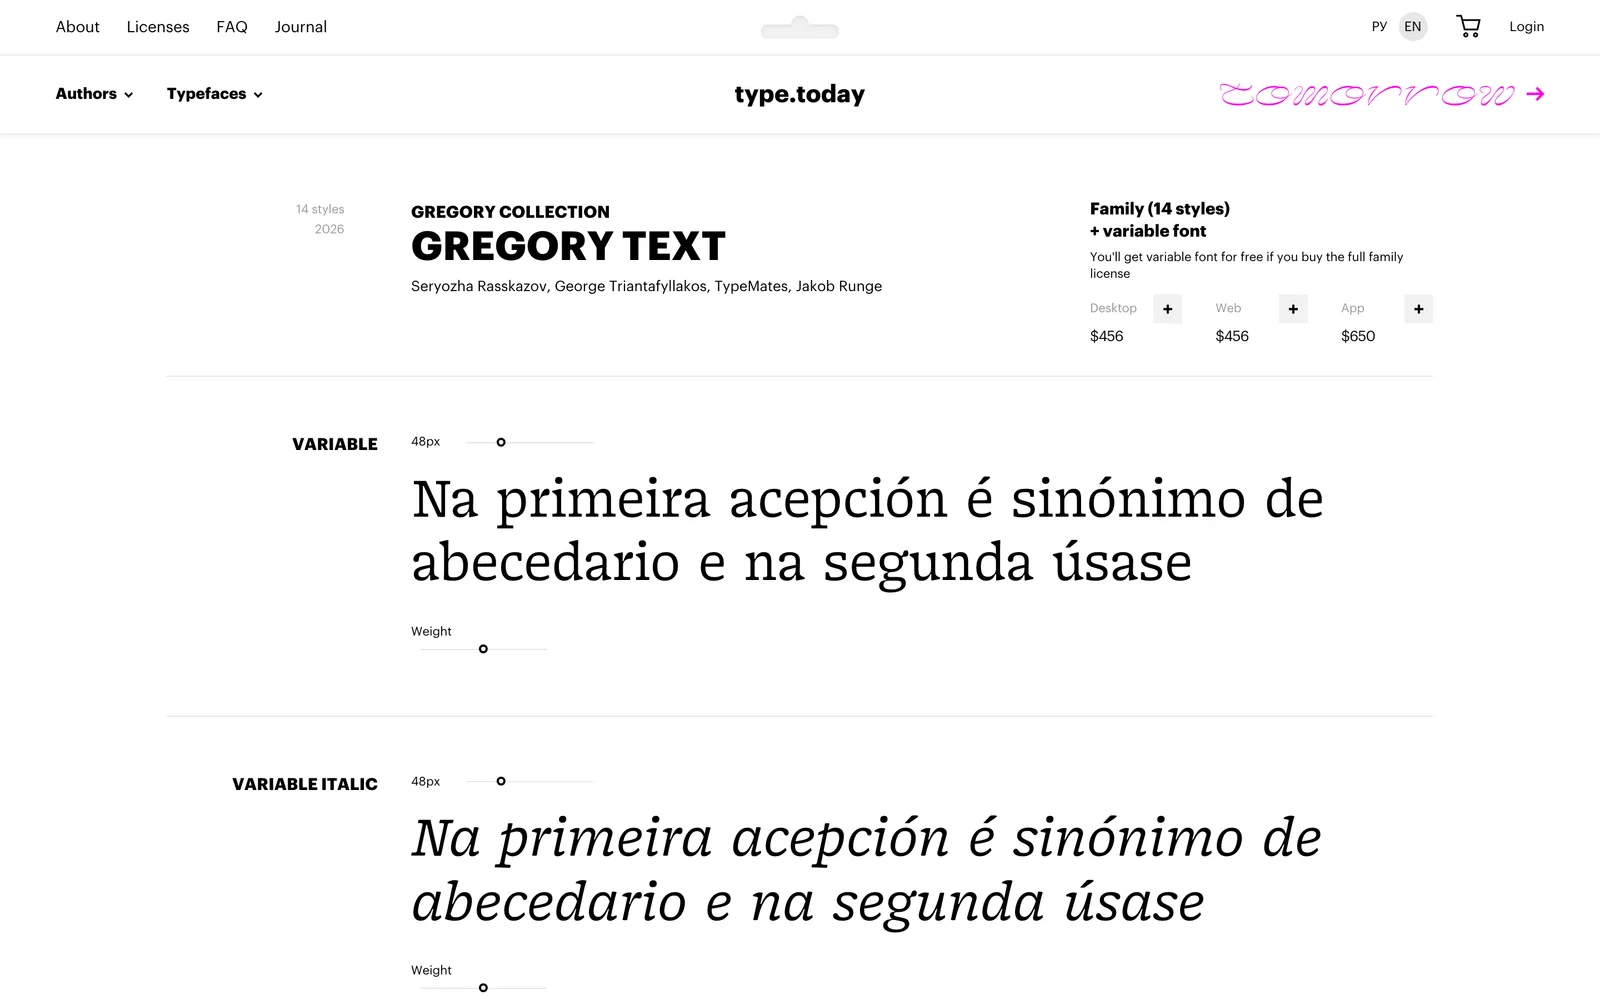 About Licenses FAQ Journal
РУ EN Login
Authors Typefaces
type.today
tomorrow →
14 styles
2026
GREGORY COLLECTION
GREGORY TEXT
Seryozha Rasskazov, George Triantafyllakos, TypeMates, Jakob Runge
Family (14 styles)
+ variable font
You'll get variable font for free if you buy the full family
license
Desktop + Web + App +
$456 $456 $650
VARIABLE
48px
Na primeira acepción é sinónimo de
abecedario e na segunda úsase
Weight
VARIABLE ITALIC
48px
Na primeira acepción é sinónimo de
abecedario e na segunda úsase
Weight